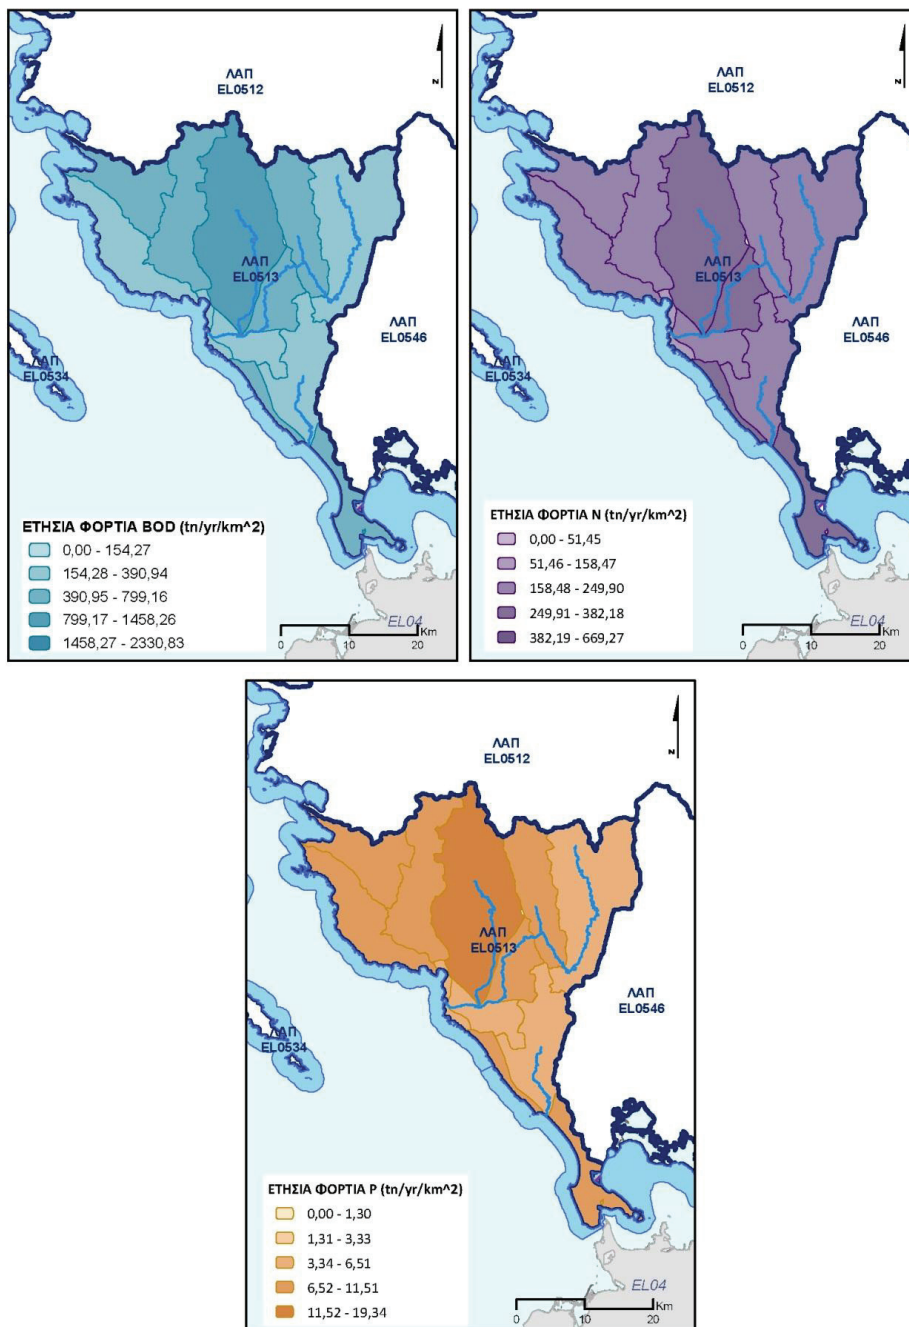 ΛΑΠ
EL0512
N
ΛΑΠ
EL0513
ΛΑΠ
EL0546
ΛΑΠ
EL0534
ΕΤΗΣΙΑ ΦΟΡΤΙΑ BOD (tn/yr/km^2)
0,00 - 154,27
154,28 - 390,94
390,95 - 799,16
799,17 - 1458,26
1458,27 - 2330,83
EL04
0 10 20 Km
ΛΑΠ
EL0512
N
ΛΑΠ
EL0513
ΛΑΠ
EL0546
ΛΑΠ
EL0534
ΕΤΗΣΙΑ ΦΟΡΤΙΑ N (tn/yr/km^2)
0,00 - 51,45
51,46 - 158,47
158,48 - 249,90
249,91 - 382,18
382,19 - 669,27
EL04
0 10 20 Km
ΛΑΠ
EL0512
N
ΛΑΠ
EL0513
ΛΑΠ
EL0546
ΛΑΠ
EL0534
ΕΤΗΣΙΑ ΦΟΡΤΙΑ P (tn/yr/km^2)
0,00 - 1,30
1,31 - 3,33
3,34 - 6,51
6,52 - 11,51
11,52 - 19,34
EL04
0 10 20 Km